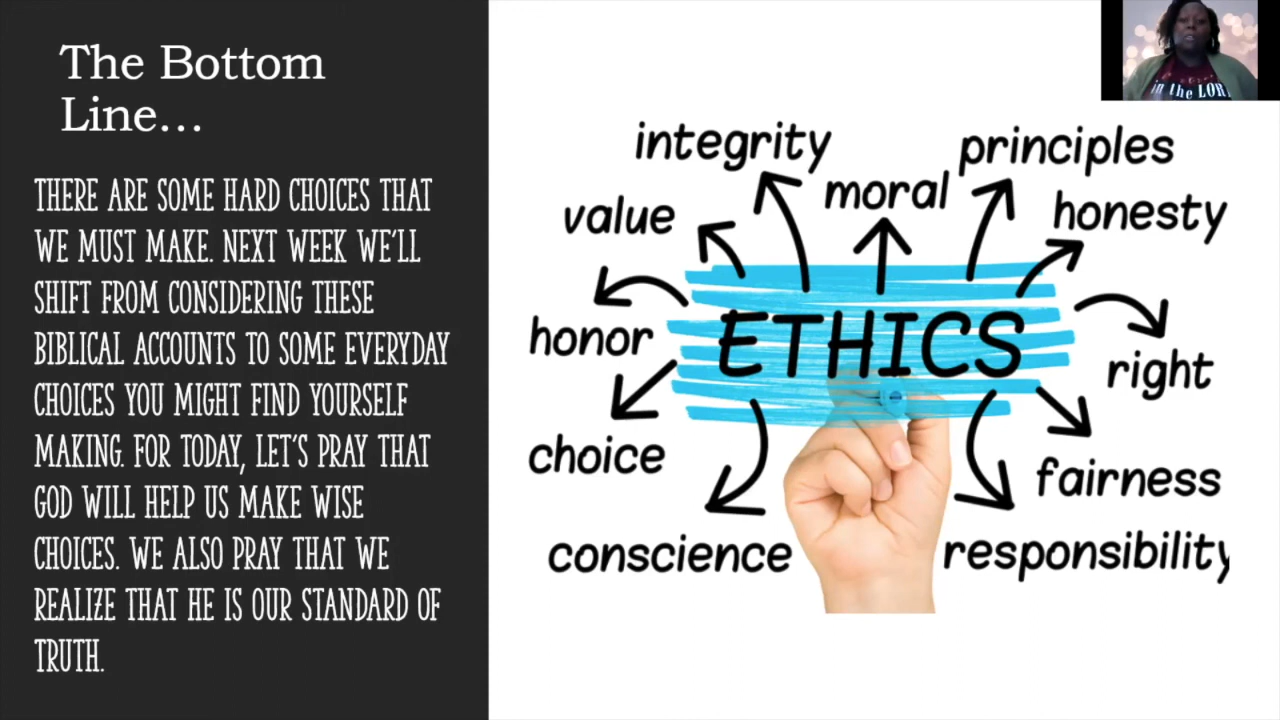 The Bottom
Line...
THERE ARE SOME HARD CHOICES THAT
WE MUST MAKE. NEXT WEEK WE'LL
SHIFT FROM CONSIDERING THESE
BIBLICAL ACCOUNTS TO SOME EVERYDAY
CHOICES YOU MIGHT FIND YOURSELF
MAKING. FOR TODAY, LET'S PRAY THAT
GOD WILL HELP US MAKE WISE
CHOICES. WE ALSO PRAY THAT WE
REALIZE THAT HE IS OUR STANDARD OF
TRUTH.
integrity
principles
moral
value
honesty
ETHICS
honor
right
choice
fairness
conscience
responsibility
in the LOR